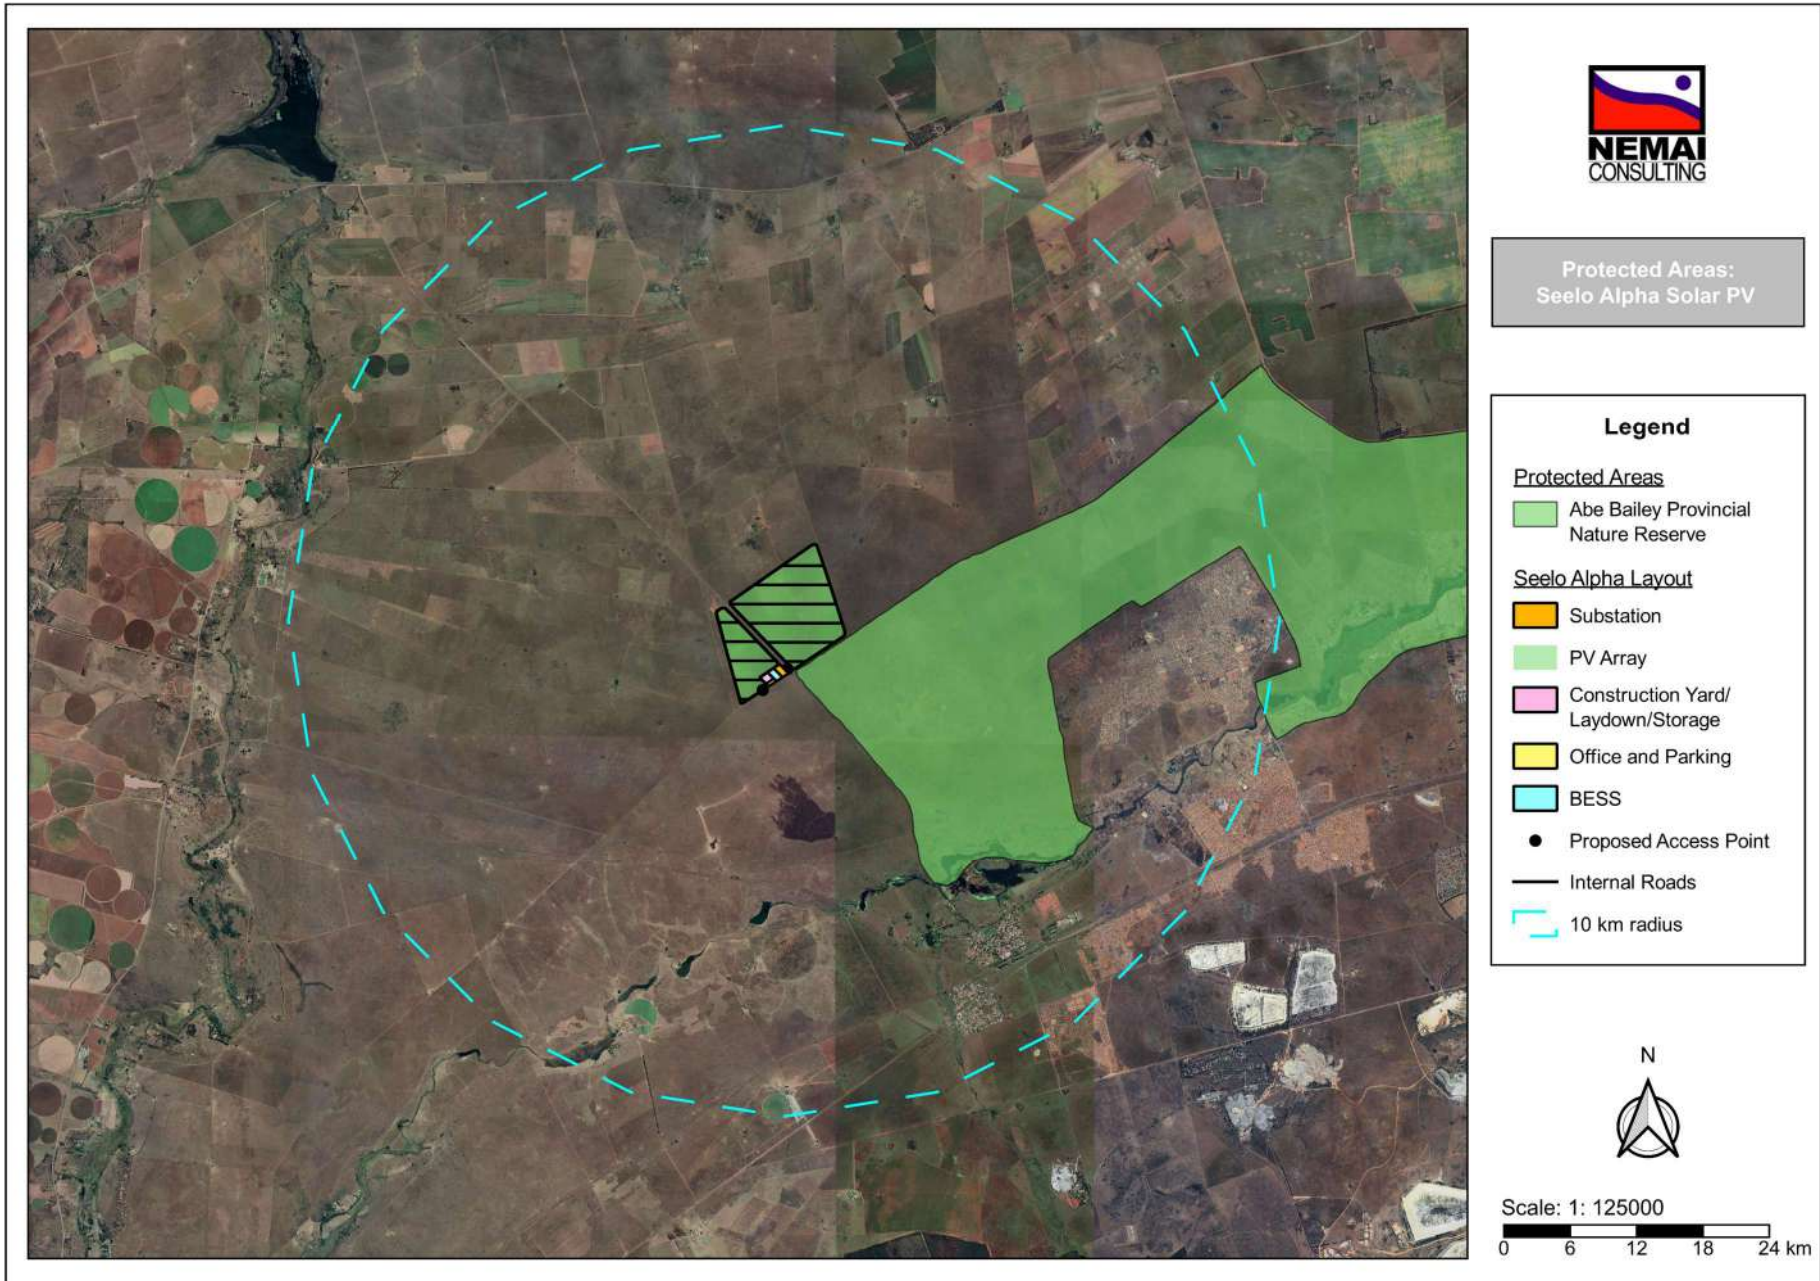 NEMAI
CONSULTING
Protected Areas:
Seelo Alpha Solar PV
Legend
Protected Areas
Abe Bailey Provincial
Nature Reserve
Seelo Alpha Layout
Substation
PV Array
Construction Yard/
Laydown/Storage
Office and Parking
BESS
Proposed Access Point
Internal Roads
10 km radius
N
Scale: 1: 125000
0 6 12 18 24 km